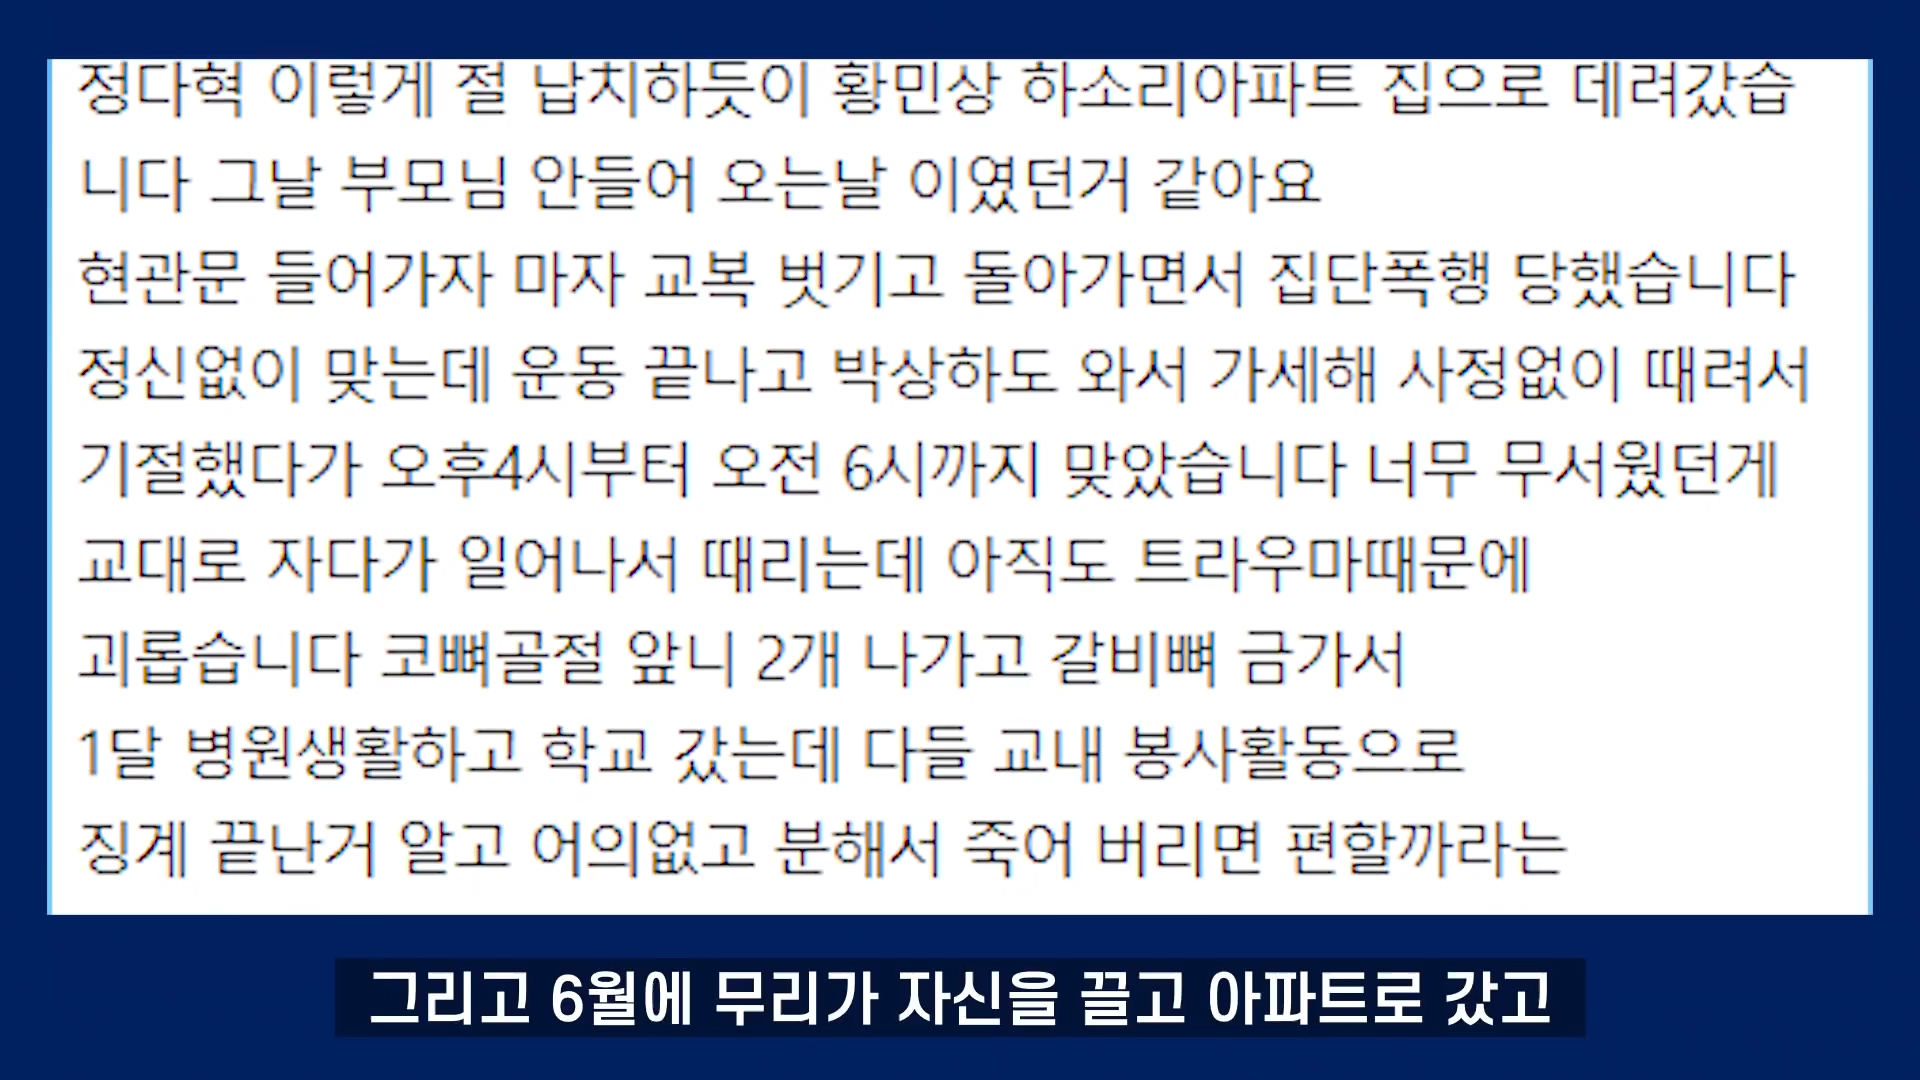 정다혁 이렇게 절 납치하듯이 황민상 하소리아파트 집으로 데려갔습
니다 그날 부모님 안들어 오는날 이였던거 같아요
현관문 들어가자 마자 교복 벗기고 돌아가면서 집단폭행 당했습니다
정신없이 맞는데 운동 끝나고 박상하도 와서 가세해 사정없이 때려서
기절했다가 오후4시부터 오전 6시까지 맞았습니다 너무 무서웠던게
교대로 자다가 일어나서 때리는데 아직도 트라우마때문에
괴롭습니다 코뼈골절 앞니 2개 나가고 갈비뼈 금가서
1달 병원생활하고 학교 갔는데 다들 교내 봉사활동으로
징계 끝난거 알고 어의없고 분해서 죽어 버리면 편할까라는
그리고 6월에 무리가 자신을 끌고 아파트로 갔고